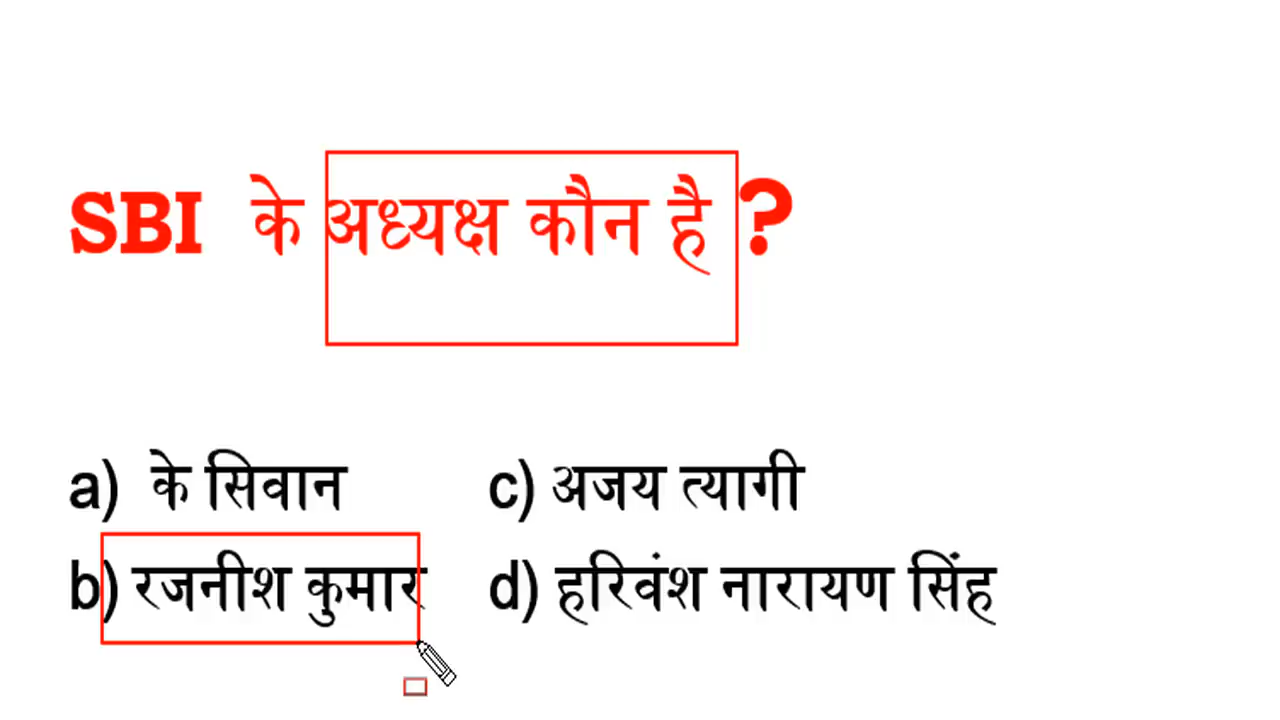 SBI के अध्यक्ष कौन है ?
a) के सिवान c) अजय त्यागी
b) रजनीश कुमार d) हरिवंश नारायण सिंह